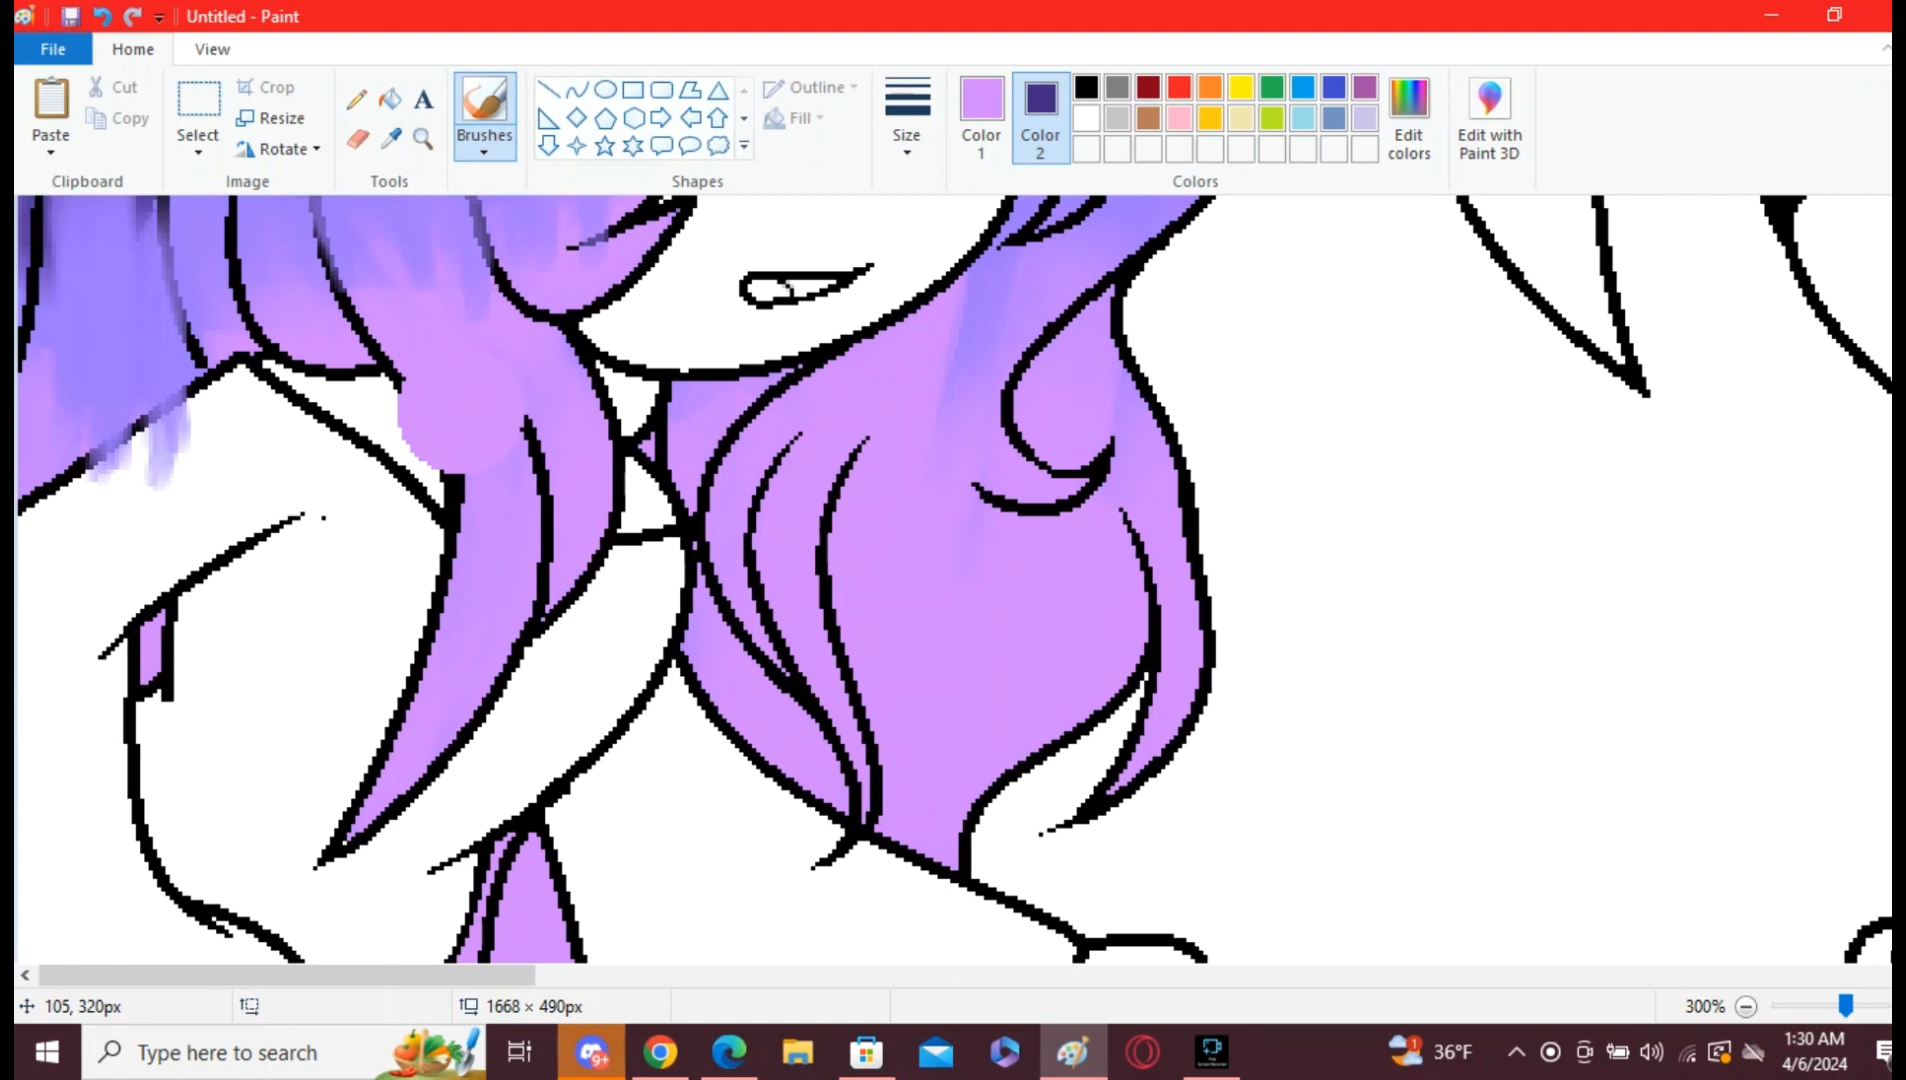 Untitled - Paint
File Home View
Paste Cut Copy
Clipboard
Select Crop Resize Rotate
Image
Tools
Brushes
Shapes
Outline Fill
Size
Color 1
Color 2
Edit colors
Colors
Edit with Paint 3D
105, 320px
1668 × 490px
300%
Type here to search
9+
1
36°F
1:30 AM
4/6/2024